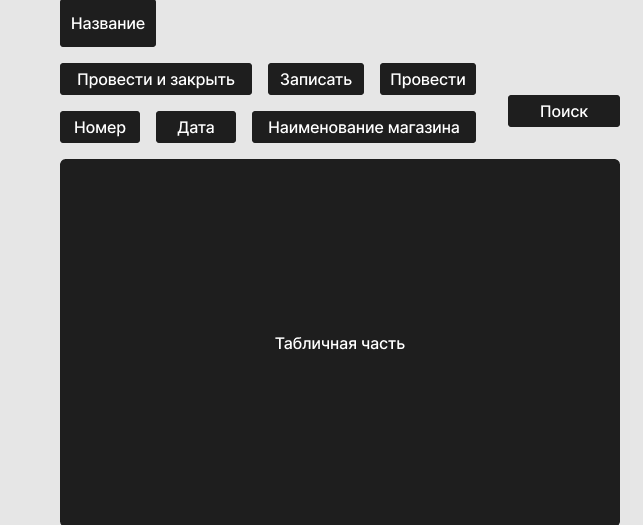 Название
Провести и закрыть
Записать
Провести
Поиск
Номер
Дата
Наименование магазина
Табличная часть